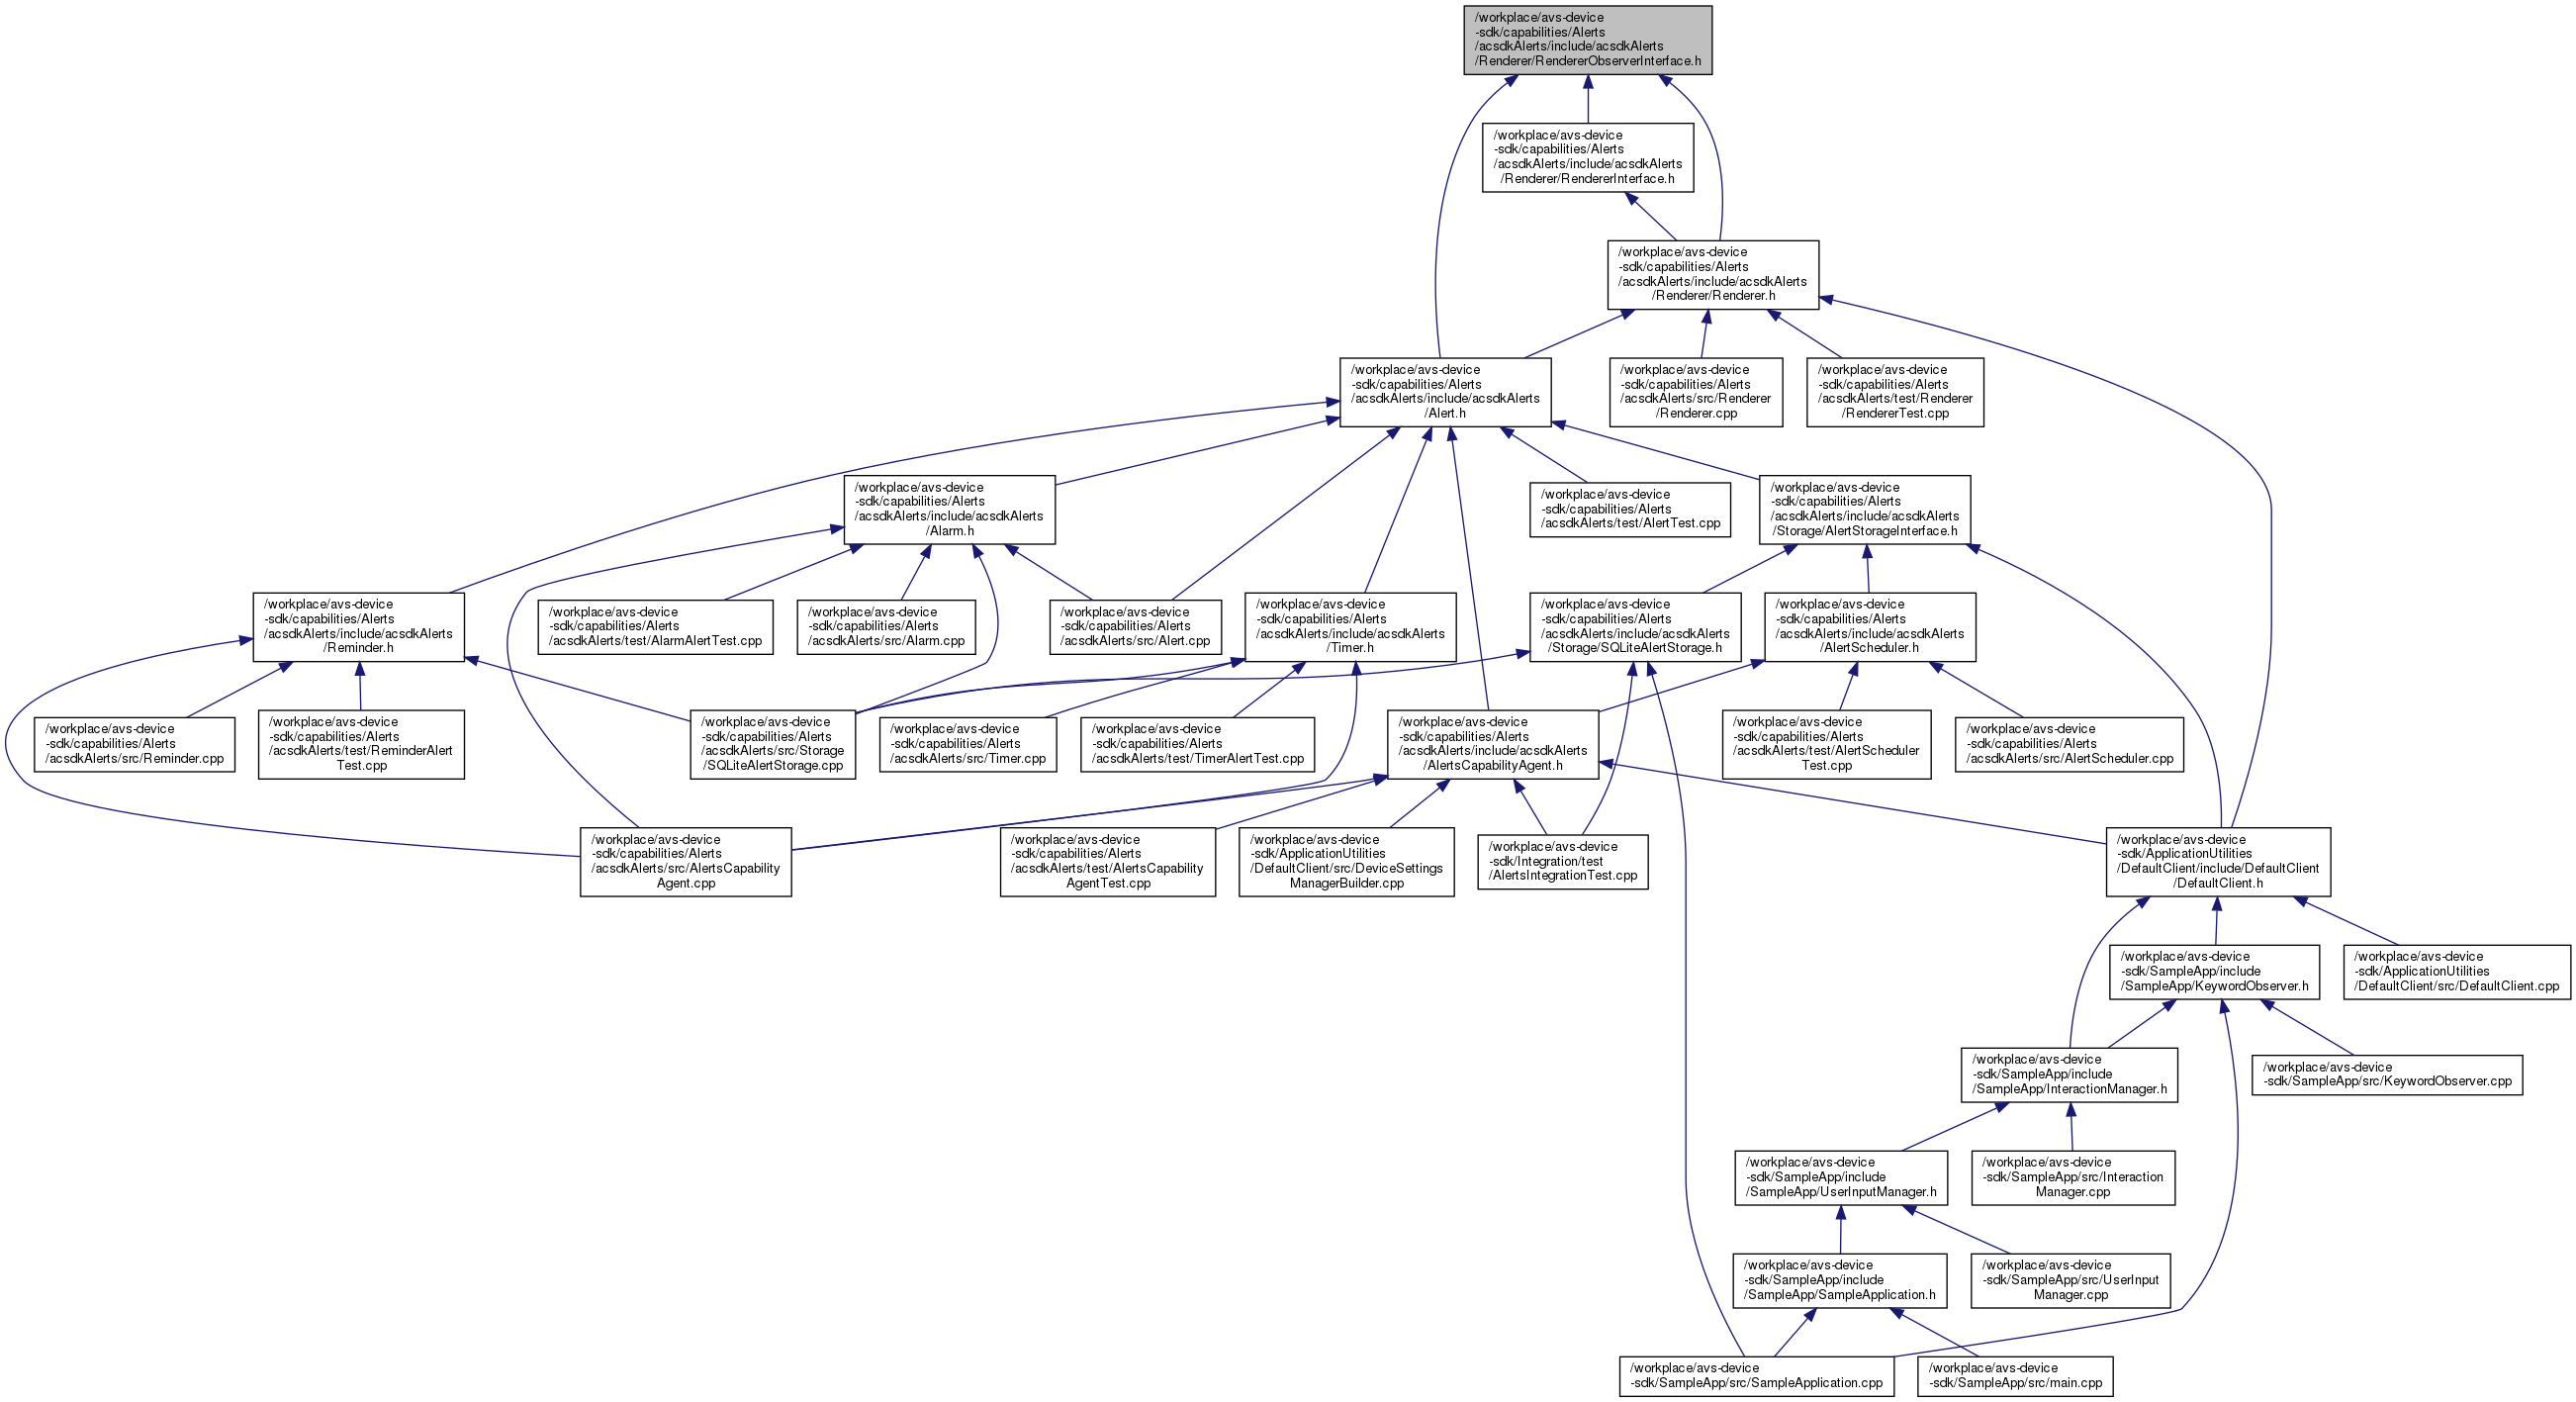 /workplace/avs-device
-sdk/capabilities/Alerts
/acsdkAlerts/include/acsdkAlerts
/Renderer/RendererObserverInterface.h
/workplace/avs-device
-sdk/capabilities/Alerts
/acsdkAlerts/include/acsdkAlerts
/Renderer/RendererInterface.h
/workplace/avs-device
-sdk/capabilities/Alerts
/acsdkAlerts/include/acsdkAlerts
/Renderer/Renderer.h
/workplace/avs-device
-sdk/capabilities/Alerts
/acsdkAlerts/include/acsdkAlerts
/Alert.h
/workplace/avs-device
-sdk/capabilities/Alerts
/acsdkAlerts/src/Renderer
/Renderer.cpp
/workplace/avs-device
-sdk/capabilities/Alerts
/acsdkAlerts/test/Renderer
/RendererTest.cpp
/workplace/avs-device
-sdk/capabilities/Alerts
/acsdkAlerts/include/acsdkAlerts
/Alarm.h
/workplace/avs-device
-sdk/capabilities/Alerts
/acsdkAlerts/test/AlertTest.cpp
/workplace/avs-device
-sdk/capabilities/Alerts
/acsdkAlerts/include/acsdkAlerts
/Storage/AlertStorageInterface.h
/workplace/avs-device
-sdk/capabilities/Alerts
/acsdkAlerts/include/acsdkAlerts
/Reminder.h
/workplace/avs-device
-sdk/capabilities/Alerts
/acsdkAlerts/test/AlarmAlertTest.cpp
/workplace/avs-device
-sdk/capabilities/Alerts
/acsdkAlerts/src/Alarm.cpp
/workplace/avs-device
-sdk/capabilities/Alerts
/acsdkAlerts/src/Alert.cpp
/workplace/avs-device
-sdk/capabilities/Alerts
/acsdkAlerts/include/acsdkAlerts
/Timer.h
/workplace/avs-device
-sdk/capabilities/Alerts
/acsdkAlerts/include/acsdkAlerts
/Storage/SQLiteAlertStorage.h
/workplace/avs-device
-sdk/capabilities/Alerts
/acsdkAlerts/include/acsdkAlerts
/AlertScheduler.h
/workplace/avs-device
-sdk/capabilities/Alerts
/acsdkAlerts/src/Reminder.cpp
/workplace/avs-device
-sdk/capabilities/Alerts
/acsdkAlerts/test/ReminderAlert
Test.cpp
/workplace/avs-device
-sdk/capabilities/Alerts
/acsdkAlerts/src/Storage
/SQLiteAlertStorage.cpp
/workplace/avs-device
-sdk/capabilities/Alerts
/acsdkAlerts/src/Timer.cpp
/workplace/avs-device
-sdk/capabilities/Alerts
/acsdkAlerts/test/TimerAlertTest.cpp
/workplace/avs-device
-sdk/capabilities/Alerts
/acsdkAlerts/include/acsdkAlerts
/AlertsCapabilityAgent.h
/workplace/avs-device
-sdk/capabilities/Alerts
/acsdkAlerts/test/AlertScheduler
Test.cpp
/workplace/avs-device
-sdk/capabilities/Alerts
/acsdkAlerts/src/AlertScheduler.cpp
/workplace/avs-device
-sdk/capabilities/Alerts
/acsdkAlerts/src/AlertsCapability
Agent.cpp
/workplace/avs-device
-sdk/capabilities/Alerts
/acsdkAlerts/test/AlertsCapability
AgentTest.cpp
/workplace/avs-device
-sdk/ApplicationUtilities
/DefaultClient/src/DeviceSettings
ManagerBuilder.cpp
/workplace/avs-device
-sdk/Integration/test
/AlertsIntegrationTest.cpp
/workplace/avs-device
-sdk/ApplicationUtilities
/DefaultClient/include/DefaultClient
/DefaultClient.h
/workplace/avs-device
-sdk/SampleApp/include
/SampleApp/KeywordObserver.h
/workplace/avs-device
-sdk/ApplicationUtilities
/DefaultClient/src/DefaultClient.cpp
/workplace/avs-device
-sdk/SampleApp/include
/SampleApp/InteractionManager.h
/workplace/avs-device
-sdk/SampleApp/src/KeywordObserver.cpp
/workplace/avs-device
-sdk/SampleApp/include
/SampleApp/UserInputManager.h
/workplace/avs-device
-sdk/SampleApp/src/Interaction
Manager.cpp
/workplace/avs-device
-sdk/SampleApp/include
/SampleApp/SampleApplication.h
/workplace/avs-device
-sdk/SampleApp/src/UserInput
Manager.cpp
/workplace/avs-device
-sdk/SampleApp/src/SampleApplication.cpp
/workplace/avs-device
-sdk/SampleApp/src/main.cpp